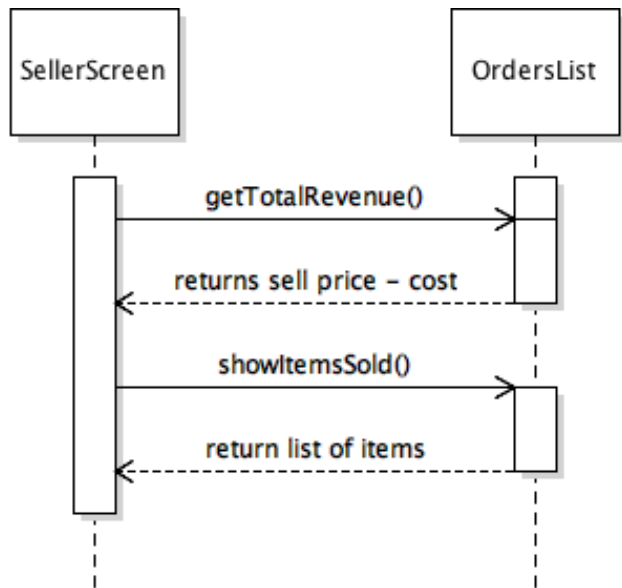 SellerScreen
OrdersList
getTotalRevenue()
returns sell price - cost
showItemsSold()
return list of items